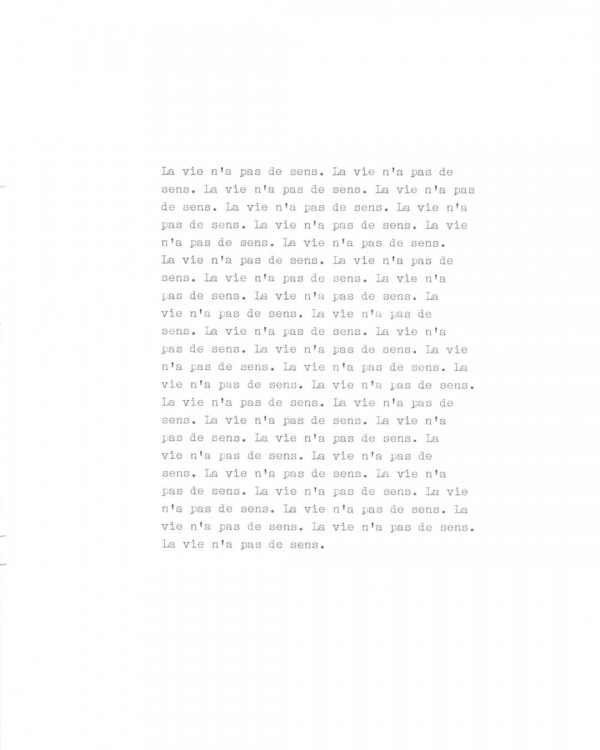 La vie n'a pas de sens. La vie n'a pas de
sens. La vie n'a pas de sens. La vie n'a pas
de sens. La vie n'a pas de sens. La vie n'a
pas de sens. La vie n'a pas de sens. La vie
n'a pas de sens. La vie n'a pas de sens.
La vie n'a pas de sens. La vie n'a pas de
sens. La vie n'a pas de sens. La vie n'a
pas de sens. La vie n'a pas de sens. La
vie n'a pas de sens. La vie n'a pas de
sens. La vie n'a pas de sens. La vie n'a
pas de sens. La vie n'a pas de sens. La vie
n'a pas de sens. La vie n'a pas de sens. La
vie n'a pas de sens. La vie n'a pas de sens.
La vie n'a pas de sens. La vie n'a pas de
sens. La vie n'a pas de sens. La vie n'a
pas de sens. La vie n'a pas de sens. La
vie n'a pas de sens. La vie n'a pas de
sens. La vie n'a pas de sens. La vie n'a
pas de sens. La vie n'a pas de sens. La vie
n'a pas de sens. La vie n'a pas de sens. La
vie n'a pas de sens. La vie n'a pas de sens.
La vie n'a pas de sens.